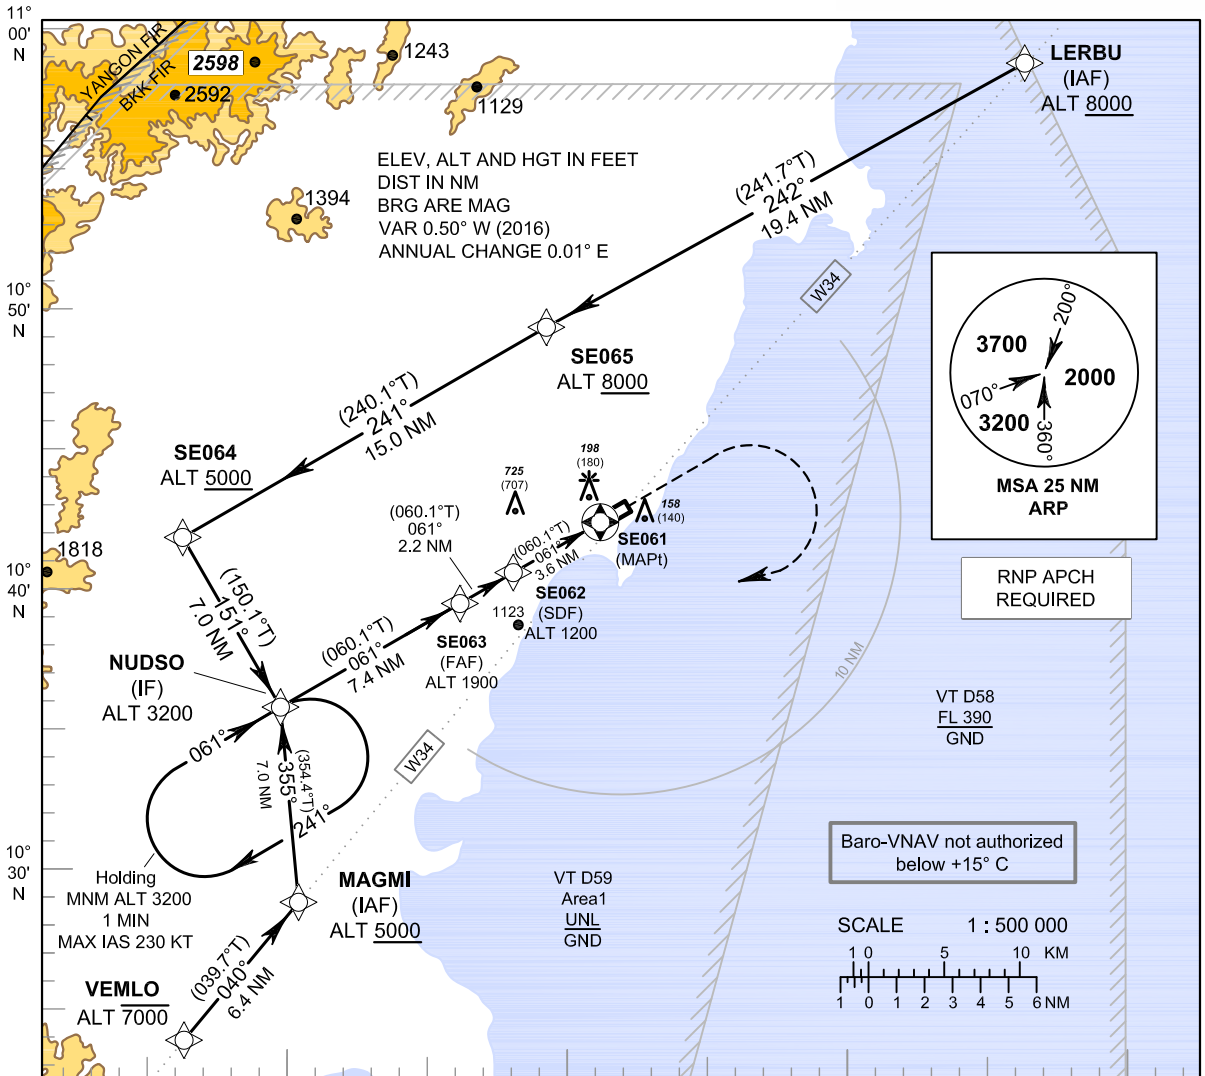 11°
00'
N
YANGON FIR
BKK FIR
2598
2592
1243
1129
1394
LERBU
(IAF)
ALT 8000
ELEV, ALT AND HGT IN FEET
DIST IN NM
BRG ARE MAG
VAR 0.50° W (2016)
ANNUAL CHANGE 0.01° E
(241.7°T)
242°
19.4 NM
W34
10°
50'
N
SE065
ALT 8000
(240.1°T)
241°
15.0 NM
200°
3700
2000
070°
3200
360°
MSA 25 NM
ARP
SE064
ALT 5000
725
(707)
198
(180)
158
(140)
(060.1°T)
061°
2.2 NM
(060.1°T)
061°
3.6 NM
SE061
(MAPt)
1818
10°
40'
N
RNP APCH
REQUIRED
(150.1°T)
151°
7.0 NM
SE062
(SDF)
ALT 1200
1123
SE063
(FAF)
ALT 1900
(060.1°T)
061°
7.4 NM
NUDSO
(IF)
ALT 3200
10 NM
VT D58
FL 390
GND
061°
W34
(354.4°T)
355°
7.0 NM
241°
10°
30'
N
Holding
MNM ALT 3200
1 MIN
MAX IAS 230 KT
MAGMI
(IAF)
ALT 5000
VT D59
Area1
UNL
GND
Baro-VNAV not authorized
below +15° C
SCALE 1 : 500 000
1 0 5 10 KM
1 0 1 2 3 4 5 6 NM
(039.7°T)
040°
6.4 NM
VEMLO
ALT 7000